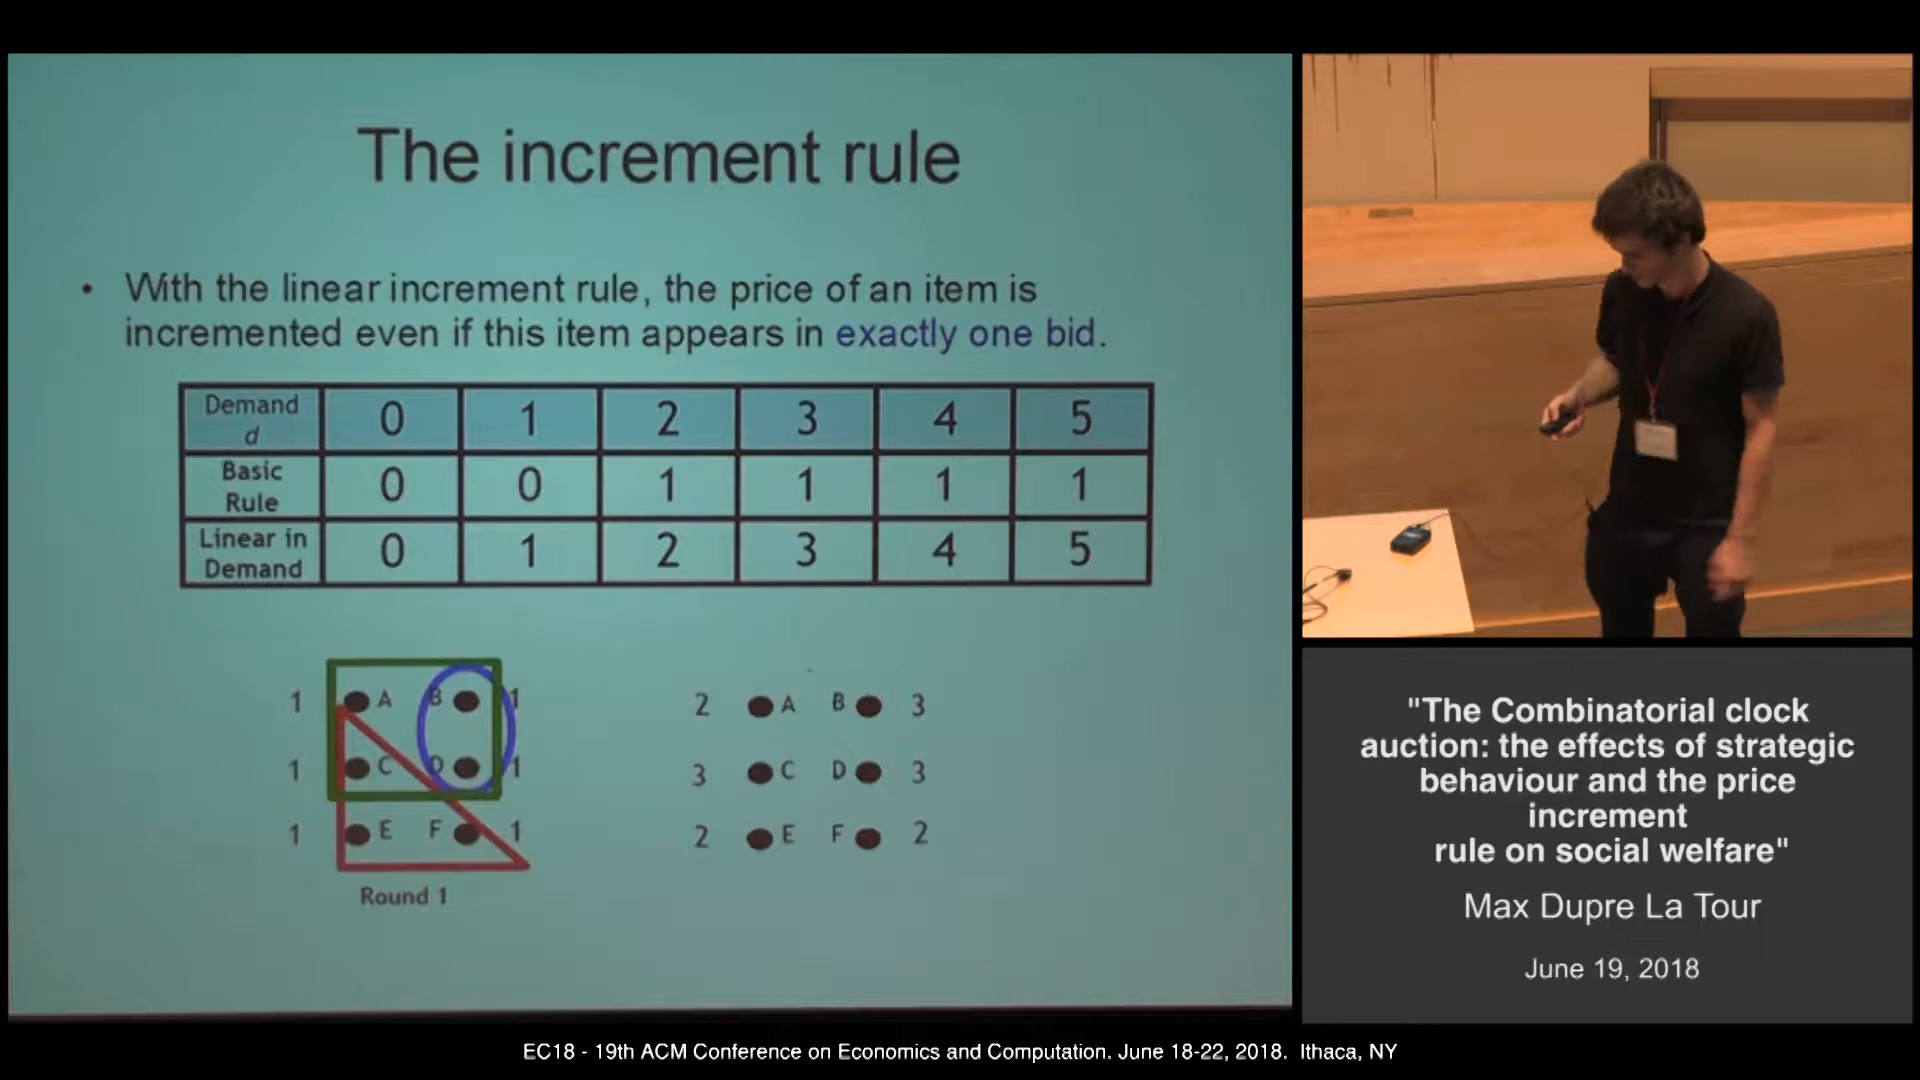 The increment rule
• With the linear increment rule, the price of an item is
incremented even if this item appears in exactly one bid.
Demand d 0 1 2 3 4 5
Basic Rule 0 0 1 1 1 1
Linear in Demand 0 1 2 3 4 5
1 A B 1
1 C D 1
1 E F 1
Round 1
2 A B 3
3 C D 3
2 E F 2
"The Combinatorial clock
auction: the effects of strategic
behaviour and the price
increment
rule on social welfare"
Max Dupre La Tour
June 19, 2018
EC18 - 19th ACM Conference on Economics and Computation. June 18-22, 2018. Ithaca, NY